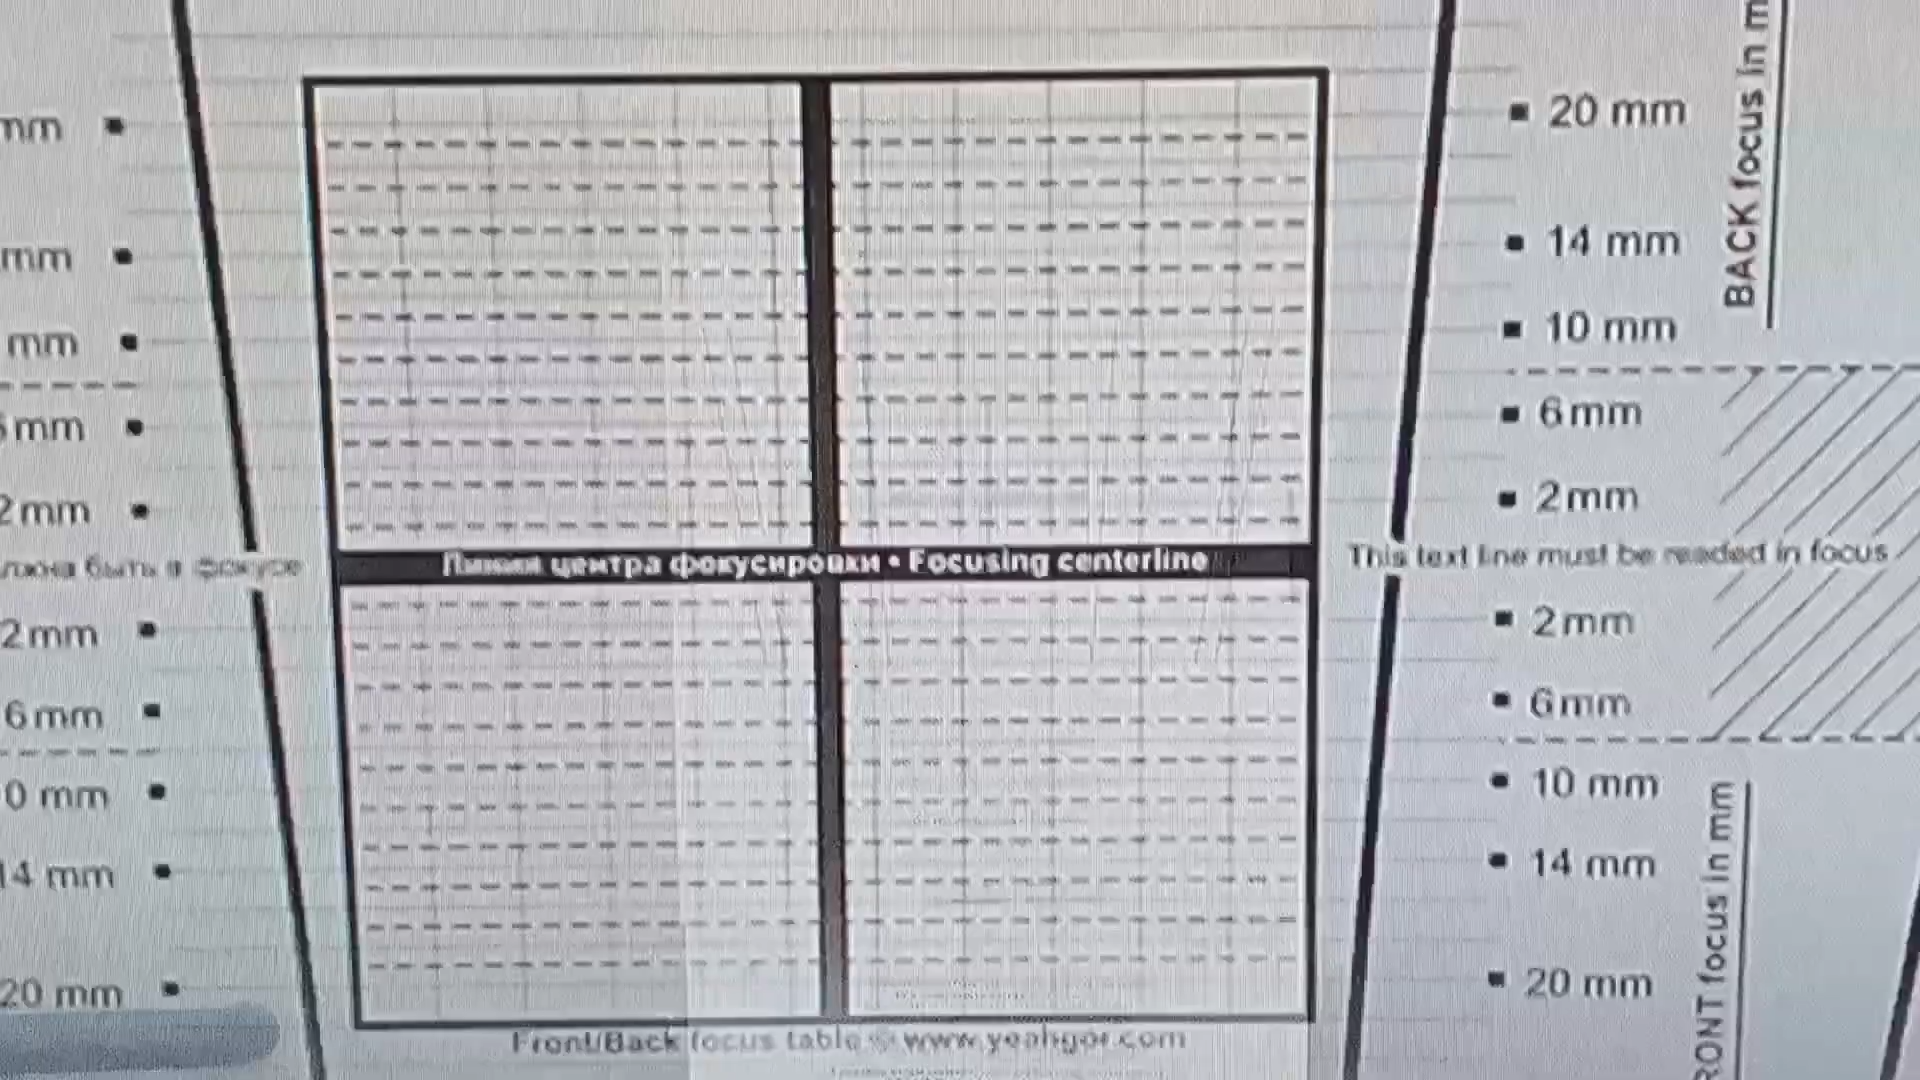 20 mm
mm
BACK focus in m
14 mm
mm
10 mm
mm
6 mm
mm
2 mm
2 mm
быть в фокусе
Линия центра фокусировки • Focusing centerline
This text line must be readed in focus
2 mm
2 mm
6 mm
6 mm
10 mm
0 mm
14 mm
14 mm
RONT focus in mm
20 mm
20 mm
Front/Back focus table © www.yeahgor.com